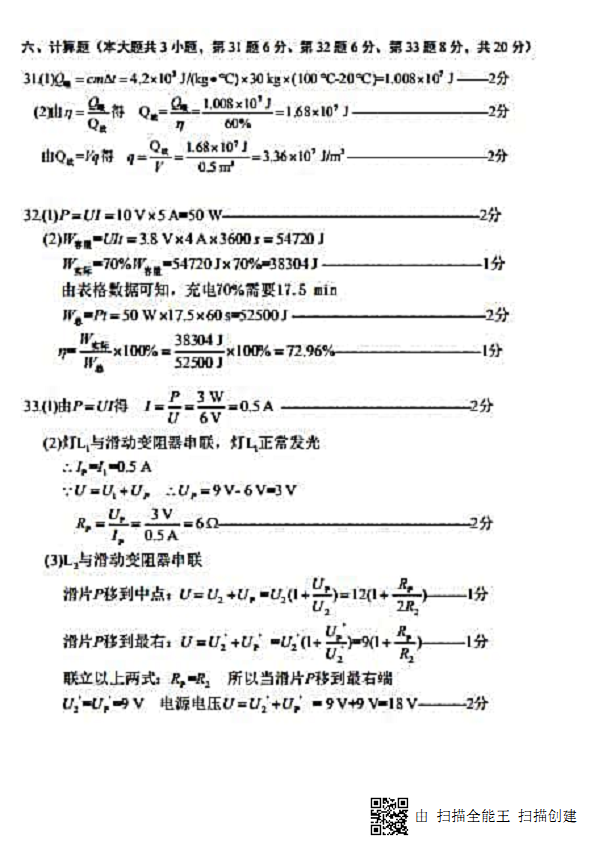 六、计算题（本大题共3小题，第31题6分、第32题6分、第33题8分，共20分）
31.(1)Q吸 = cmΔt = 4.2×10³ J/(kg•℃)×30 kg×(100 ℃-20℃)=1.008×10⁷ J ——2分
(2)由η = Q吸/Q放 得 Q放=Q吸/η = 1.008×10⁷ J/60% =1.68×10⁷ J ——2分
由Q放=Vq得 q = Q放/V = 1.68×10⁷ J/0.5 m³ =3.36×10⁷ J/m³ ——2分
32.(1)P=UI=10 V×5 A=50 W——2分
(2)W容量=UIt=3.8 V×4 A×3600 s=54720 J
W实际=70%W容量=54720 J×70%=38304 J——1分
由表格数据可知，充电70%需要17.5 min
W总=Pt=50 W×17.5×60 s=52500 J——2分
η=W实际/W总×100%=38304 J/52500 J×100%=72.96%——1分
33.(1)由P=UI得 I=P/U=3 W/6 V=0.5 A ——2分
(2)灯L₁与滑动变阻器串联，灯L₁正常发光
∴I_P=I₁=0.5 A
∵U=U₁+U_P ∴U_P=9 V-6 V=3 V
R_P=U_P/I_P=3 V/0.5 A=6 Ω——2分
(3)L₂与滑动变阻器串联
滑片P移到中点：U=U₂+U_P=U₂(1+U_P/U₂)=12(1+R_P/2R₂)——1分
滑片P移到最右：U=U₂'+U_P'=U₂'(1+U_P'/U₂')=9(1+R_P/R₂)——1分
联立以上两式：R_P=R₂ 所以当滑片P移到最右端
U₂'=U_P'=9 V 电源电压U=U₂'+U_P' = 9 V+9 V=18 V——2分
由 扫描全能王 扫描创建